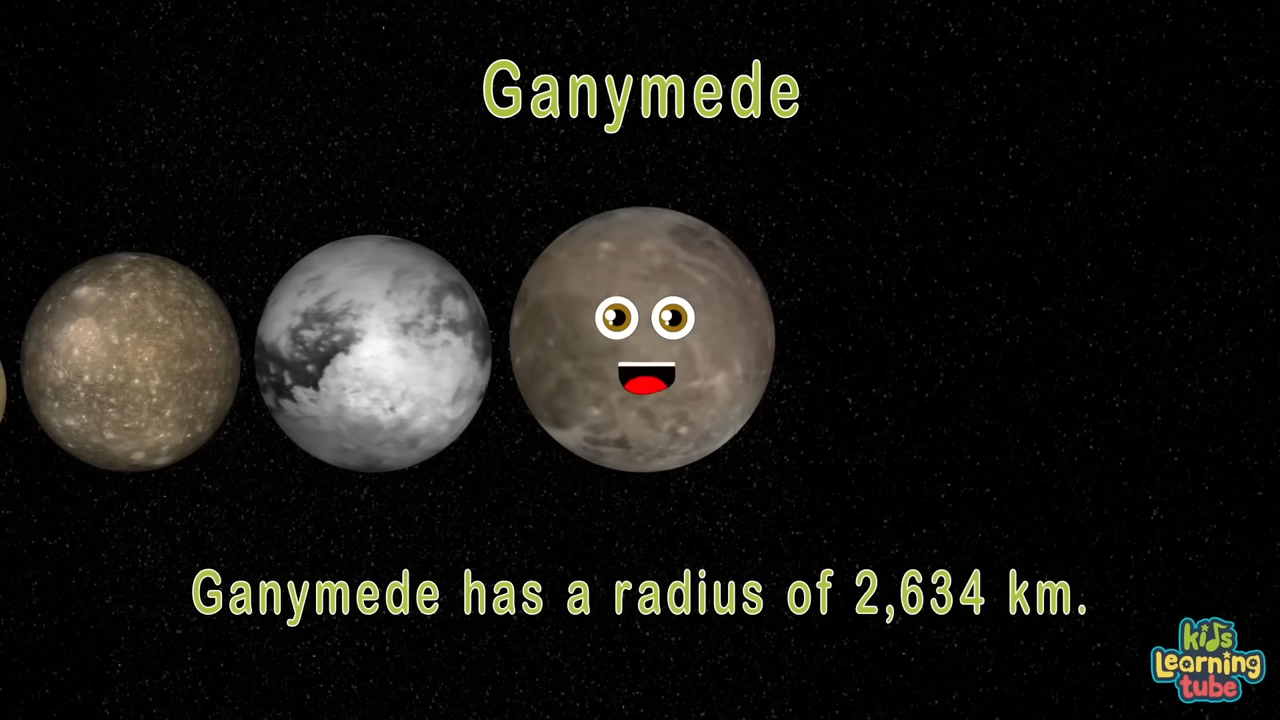 Ganymede
Ganymede has a radius of 2,634 km.
kids
Learning
tube